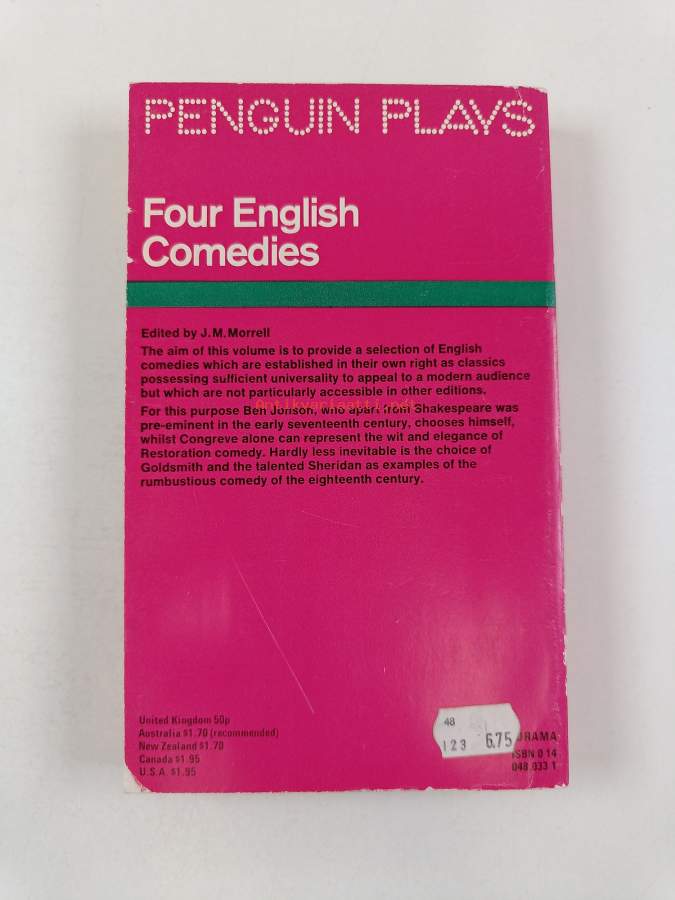 PENGUIN PLAYS
Four English
Comedies
Edited by J.M.Morrell
The aim of this volume is to provide a selection of English
comedies which are established in their own right as classics
possessing sufficient universality to appeal to a modern audience
but which are not particularly accessible in other editions.
Antikvariaatti.net
For this purpose Ben Jonson, who apart from Shakespeare was
pre-eminent in the early seventeenth century, chooses himself,
whilst Congreve alone can represent the wit and elegance of
Restoration comedy. Hardly less inevitable is the choice of
Goldsmith and the talented Sheridan as examples of the
rumbustious comedy of the eighteenth century.
United Kingdom 50p
Australia $1.70 (recommended)
New Zealand $1.70
Canada $1.95
U.S.A. $1.95
48
123 6.75
DRAMA
ISBN 0 14
048 033 1